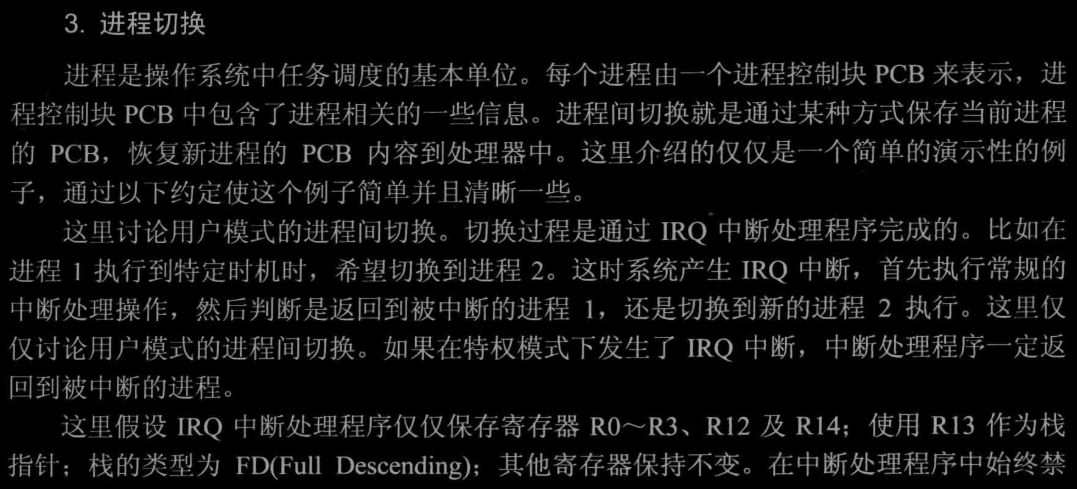 3. 进程切换
进程是操作系统中任务调度的基本单位。每个进程由一个进程控制块 PCB 来表示，进
程控制块 PCB 中包含了进程相关的一些信息。进程间切换就是通过某种方式保存当前进程
的 PCB，恢复新进程的 PCB 内容到处理器中。这里介绍的仅仅是一个简单的演示性的例
子，通过以下约定使这个例子简单并且清晰一些。
这里讨论用户模式的进程间切换。切换过程是通过 IRQ 中断处理程序完成的。比如在
进程 1 执行到特定时机时，希望切换到进程 2。这时系统产生 IRQ 中断，首先执行常规的
中断处理操作，然后判断是返回到被中断的进程 1，还是切换到新的进程 2 执行。这里仅
仅讨论用户模式的进程间切换。如果在特权模式下发生了 IRQ 中断，中断处理程序一定返
回到被中断的进程。
这里假设 IRQ 中断处理程序仅仅保存寄存器 R0～R3、R12 及 R14；使用 R13 作为栈
指针；栈的类型为 FD(Full Descending)；其他寄存器保持不变。在中断处理程序中始终禁